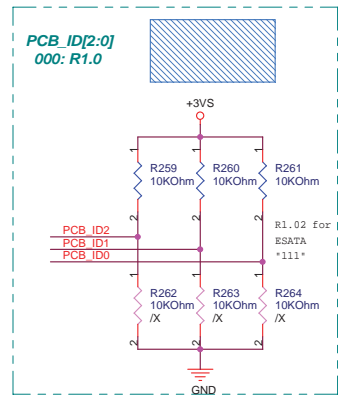 PCB_ID[2:0]
000: R1.0
+3VS
1
1
1
R259
10KOhm
R260
10KOhm
R261
10KOhm
2
2
2
R1.02 for
ESATA
"111"
PCB_ID2
PCB_ID1
PCB_ID0
1
1
1
R262
10KOhm
/X
R263
10KOhm
/X
R264
10KOhm
/X
2
2
2
GND